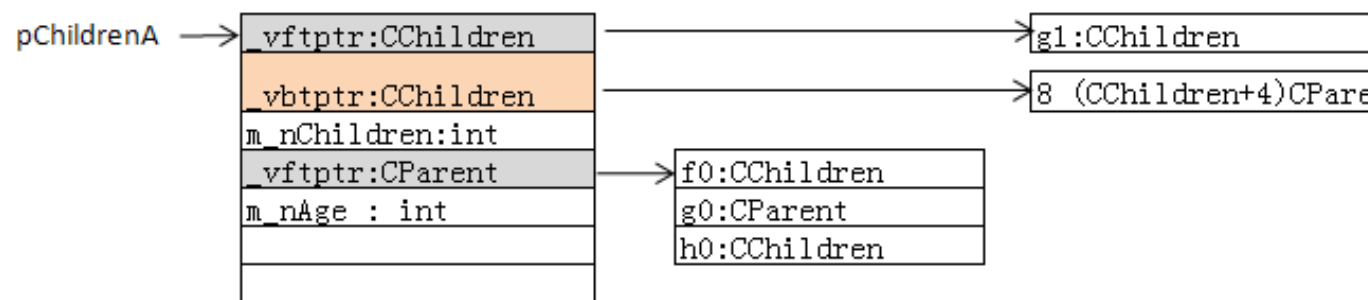 pChildrenA
_vftptr:CChildren
g1:CChildren
_vbtptr:CChildren
8 (CChildren+4)CPare
m_nChildren:int
_vftptr:CParent
f0:CChildren
m_nAge : int
g0:CParent
h0:CChildren